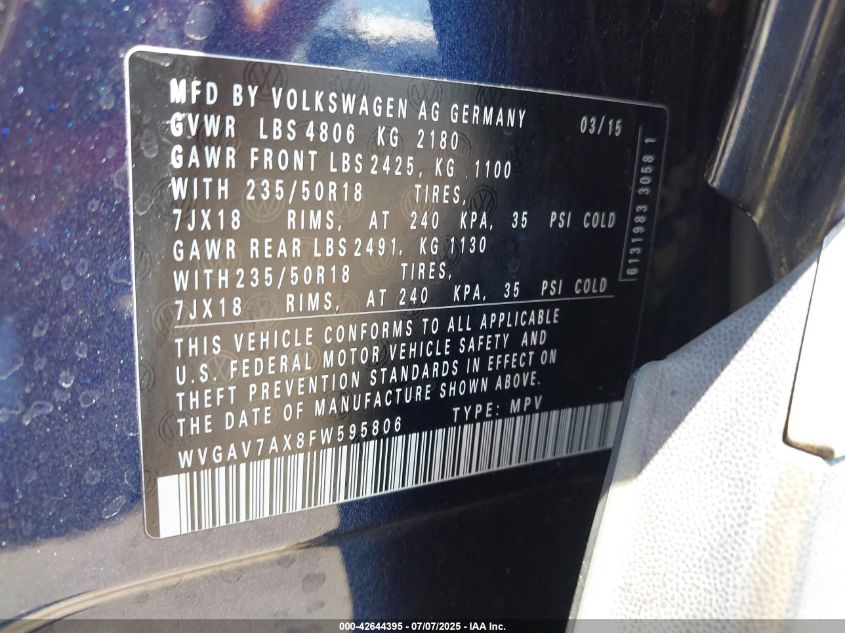 MFD BY VOLKSWAGEN AG GERMANY 03/15
GVWR LBS 4806 KG 2180
GAWR FRONT LBS 2425, KG 1100
WITH 235/50R18 TIRES,
7JX18 RIMS, AT 240 KPA, 35 PSI COLD
GAWR REAR LBS 2491, KG 1130
WITH 235/50R18 TIRES,
7JX18 RIMS, AT 240 KPA, 35 PSI COLD
THIS VEHICLE CONFORMS TO ALL APPLICABLE
U.S. FEDERAL MOTOR VEHICLE SAFETY AND
THEFT PREVENTION STANDARDS IN EFFECT ON
THE DATE OF MANUFACTURE SHOWN ABOVE.
WVGAV7AX8FW595806 TYPE: MPV
6131983 3058 1
000-42644395 - 07/07/2025 - IAA Inc.